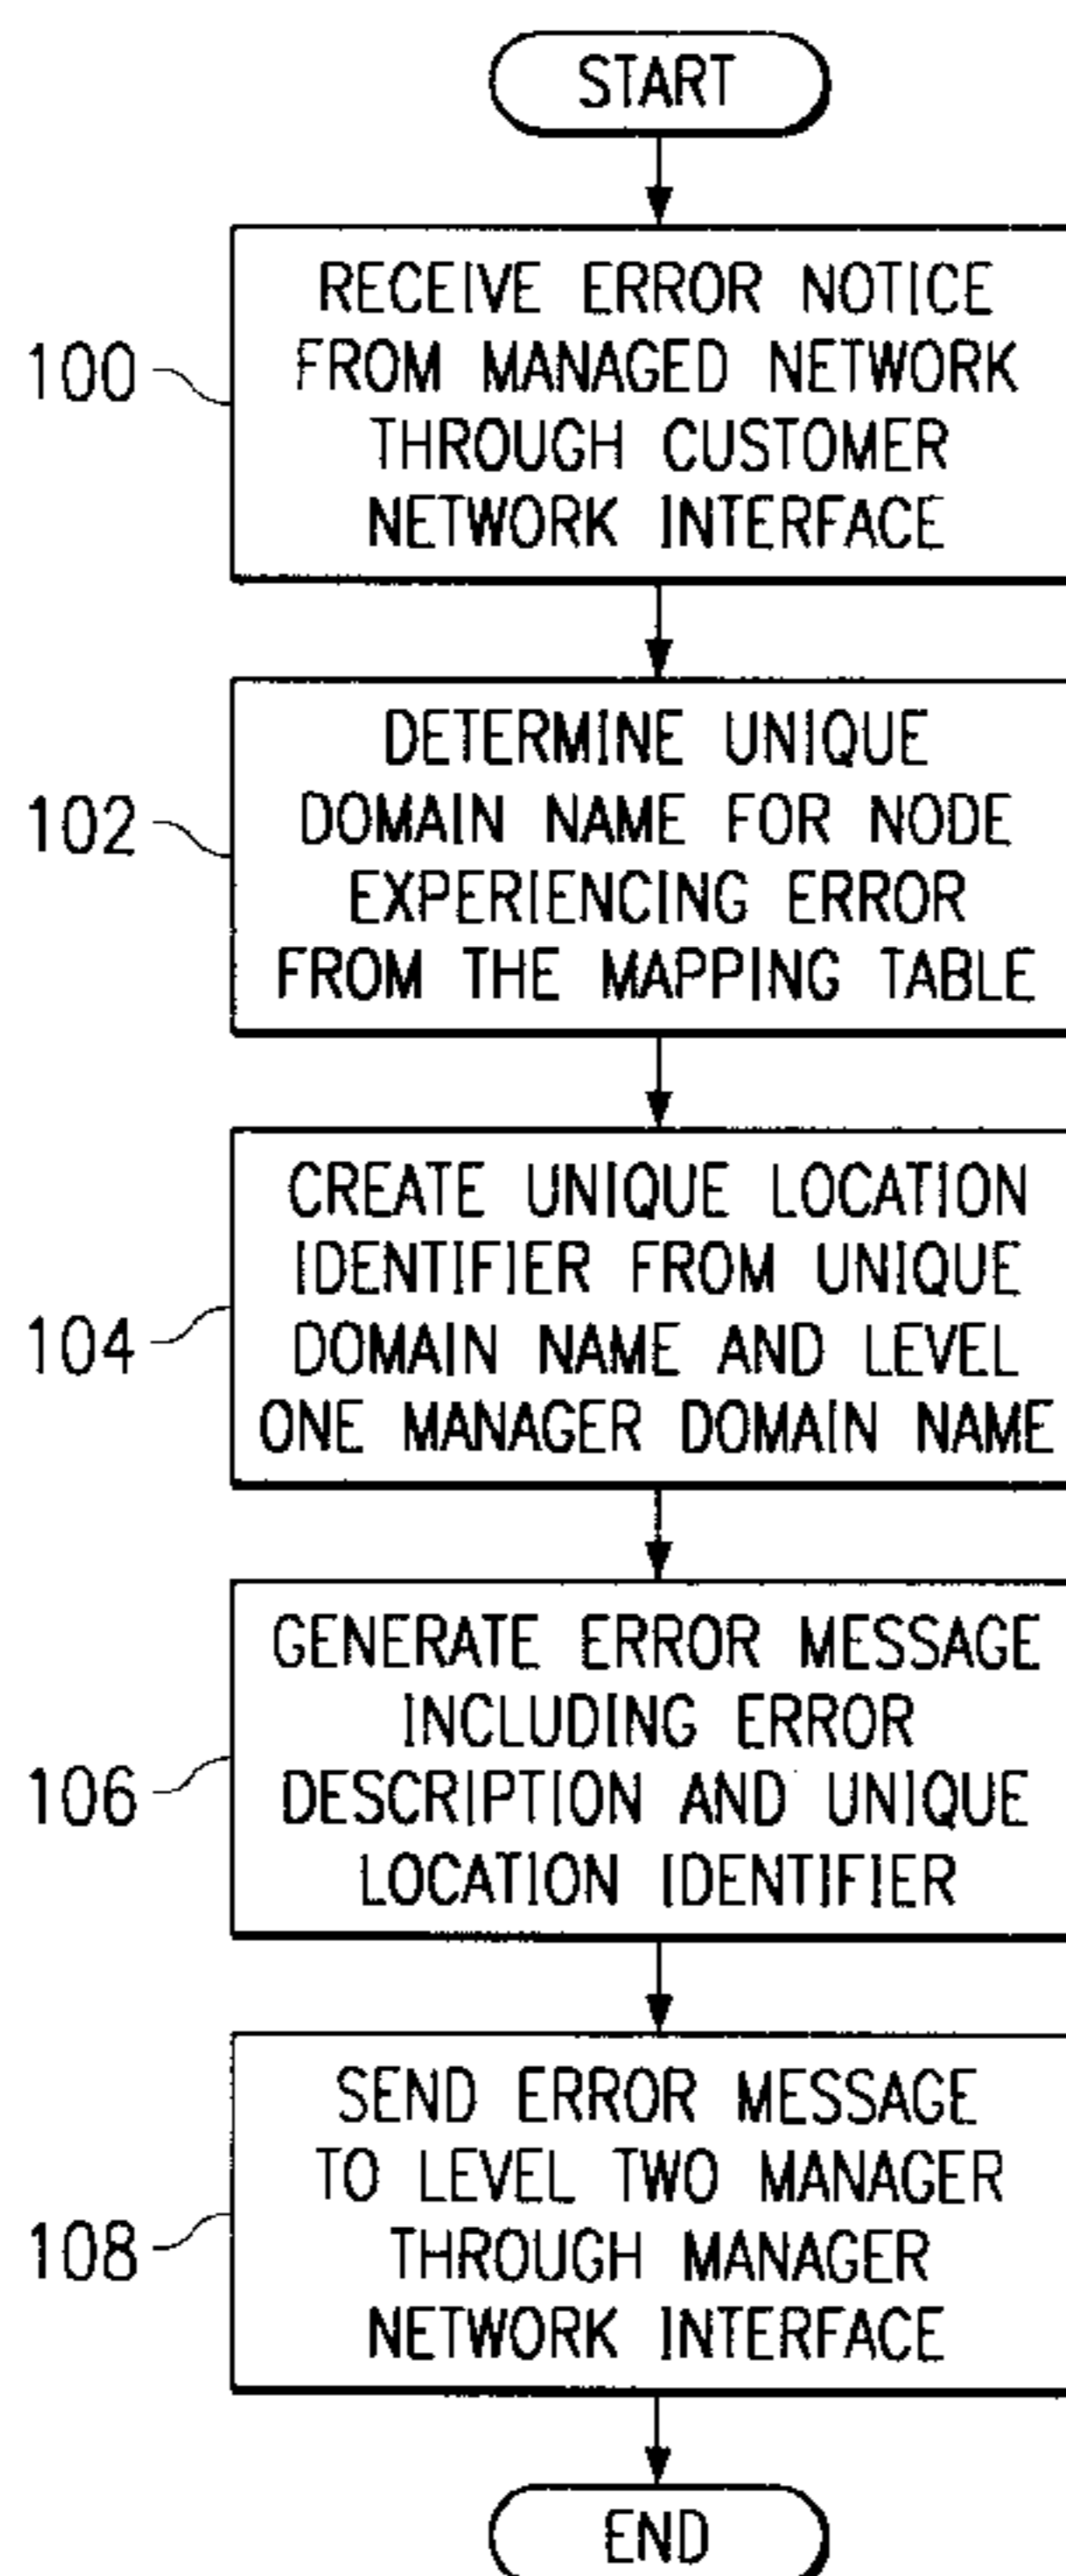 START
RECEIVE ERROR NOTICE
FROM MANAGED NETWORK
THROUGH CUSTOMER
NETWORK INTERFACE
100
DETERMINE UNIQUE
DOMAIN NAME FOR NODE
EXPERIENCING ERROR
FROM THE MAPPING TABLE
102
CREATE UNIQUE LOCATION
IDENTIFIER FROM UNIQUE
DOMAIN NAME AND LEVEL
ONE MANAGER DOMAIN NAME
104
GENERATE ERROR MESSAGE
INCLUDING ERROR
DESCRIPTION AND UNIQUE
LOCATION IDENTIFIER
106
SEND ERROR MESSAGE
TO LEVEL TWO MANAGER
THROUGH MANAGER
NETWORK INTERFACE
108
END